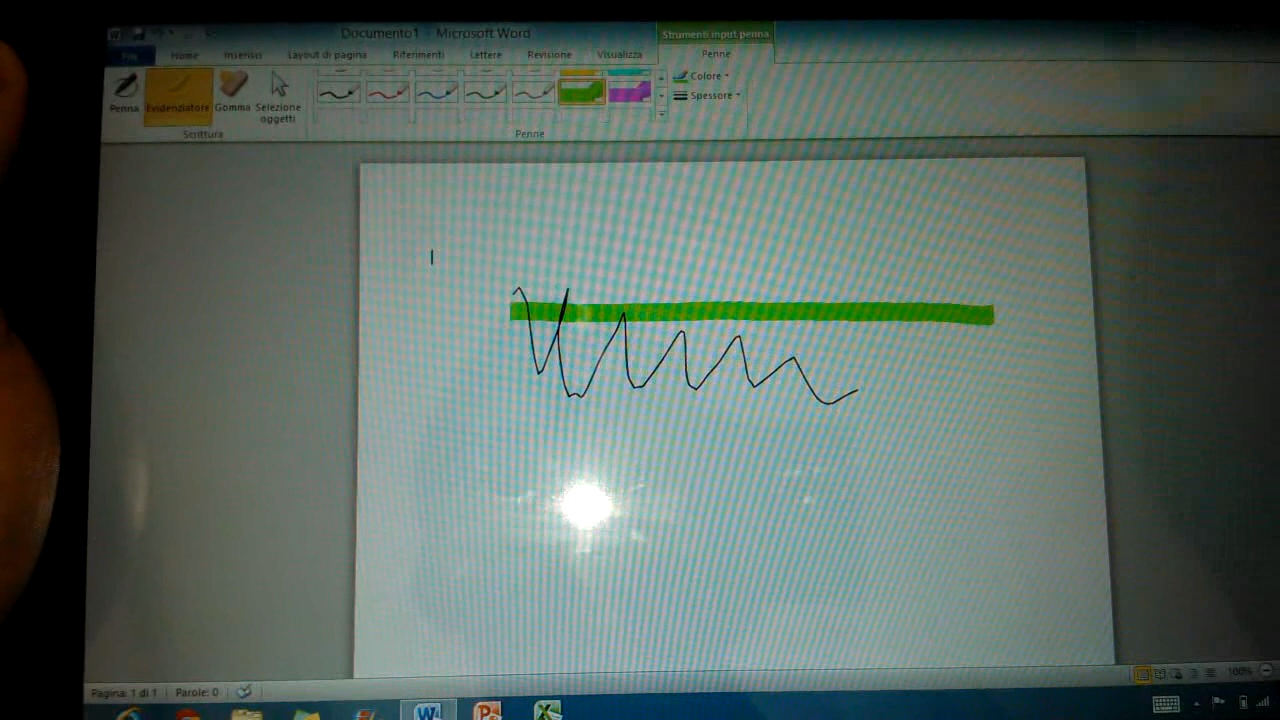 Documento1 - Microsoft Word
Strumenti input penna
File Home Inserisci Layout di pagina Riferimenti Lettere Revisione Visualizza Penne
Penna Evidenziatore Gomma Selezione oggetti
Colore
Spessore
Scrittura Penne
Pagina: 1 di 1 Parole: 0 100%